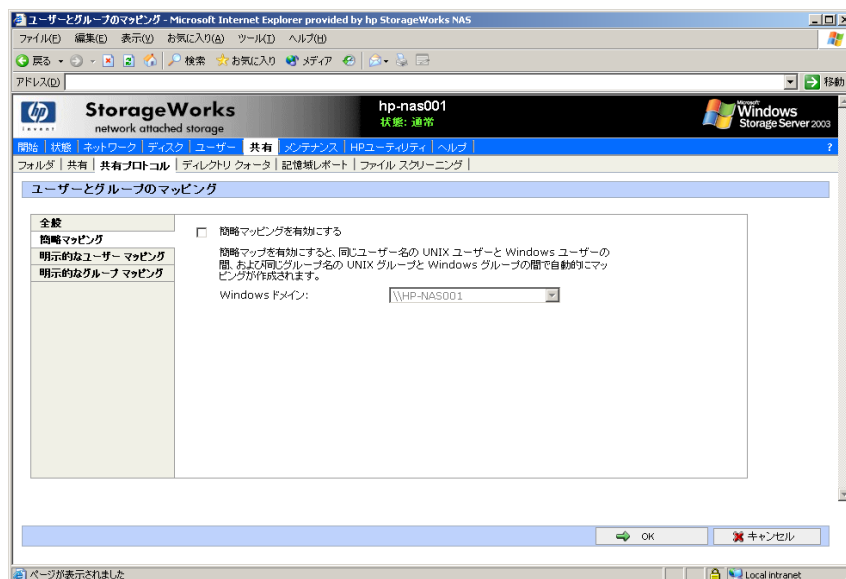 ユーザーとグループのマッピング - Microsoft Internet Explorer provided by hp StorageWorks NAS
ファイル(F) 編集(E) 表示(V) お気に入り(A) ツール(T) ヘルプ(H)
戻る 検索 お気に入り メディア
アドレス(D) 移動
hp invent StorageWorks network attached storage
hp-nas001
状態: 通常
Microsoft Windows Storage Server 2003
開始 | 状態 | ネットワーク | ディスク | ユーザー | 共有 | メンテナンス | HPユーティリティ | ヘルプ | ?
フォルダ | 共有 | 共有プロトコル | ディレクトリ クォータ | 記憶域レポート | ファイル スクリーニング |
ユーザーとグループのマッピング
全般
簡略マッピング
明示的なユーザー マッピング
明示的なグループ マッピング
簡略マッピングを有効にする
簡略マップを有効にすると、同じユーザー名の UNIX ユーザーと Windows ユーザーの
間、および同じグループ名の UNIX グループと Windows グループの間で自動的にマッ
ピングが作成されます。
Windows ドメイン: \\HP-NAS001
OK キャンセル
ページが表示されました Local intranet